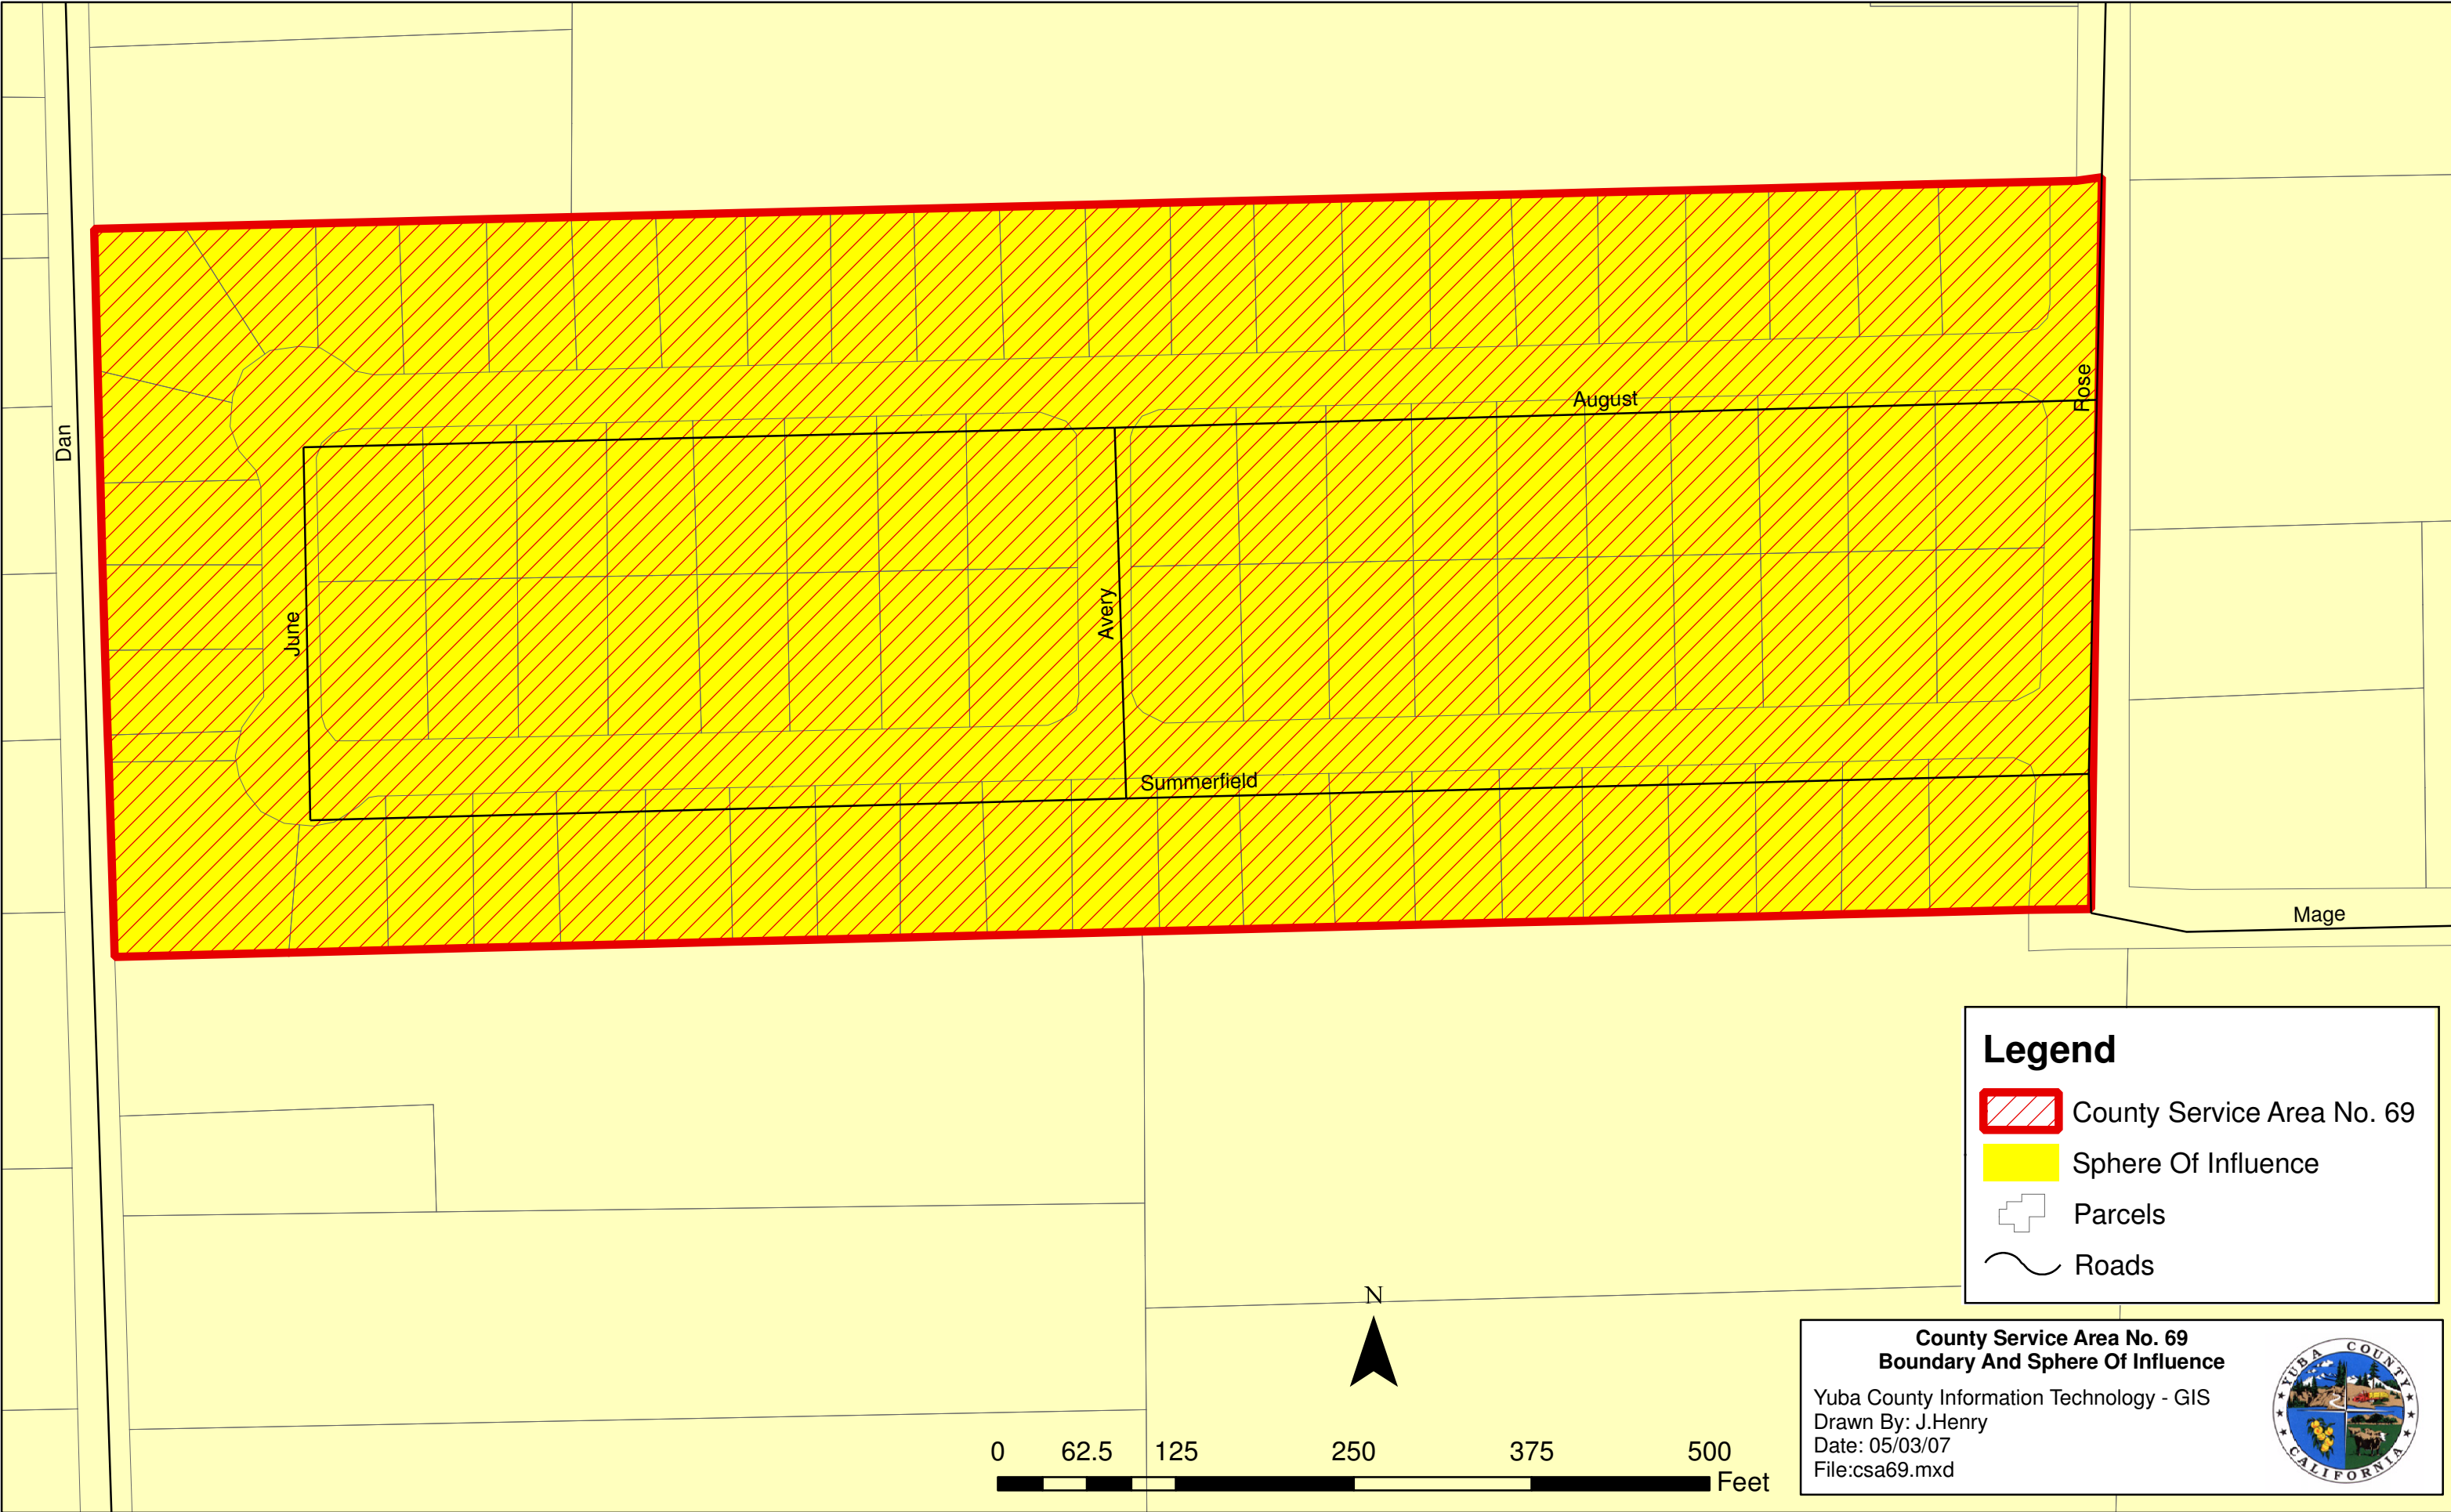 Dan
August
Rose
June
Avery
Summerfield
Mage
Legend
County Service Area No. 69
Sphere Of Influence
Parcels
Roads
N
0 62.5 125 250 375 500
Feet
County Service Area No. 69
Boundary And Sphere Of Influence
Yuba County Information Technology - GIS
Drawn By: J.Henry
Date: 05/03/07
File:csa69.mxd
YUBA COUNTY
CALIFORNIA